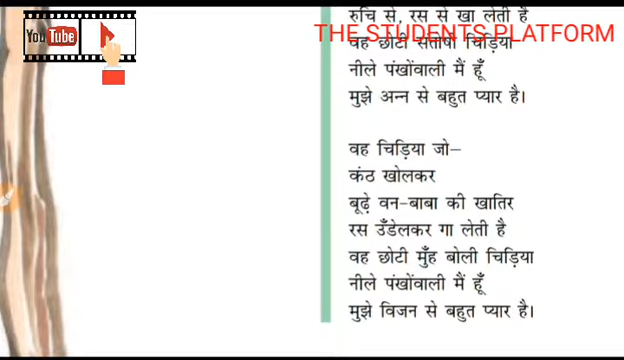 YouTube
THE STUDENTS PLATFORM
रुचि से, रस से खा लेती है
वह छोटी संतोषी चिड़िया
नीले पंखोंवाली मैं हूँ
मुझे अन्न से बहुत प्यार है।
वह चिड़िया जो–
कंठ खोलकर
बूढ़े वन-बाबा की खातिर
रस उँडेलकर गा लेती है
वह छोटी मुँह बोली चिड़िया
नीले पंखोंवाली मैं हूँ
मुझे विजन से बहुत प्यार है।